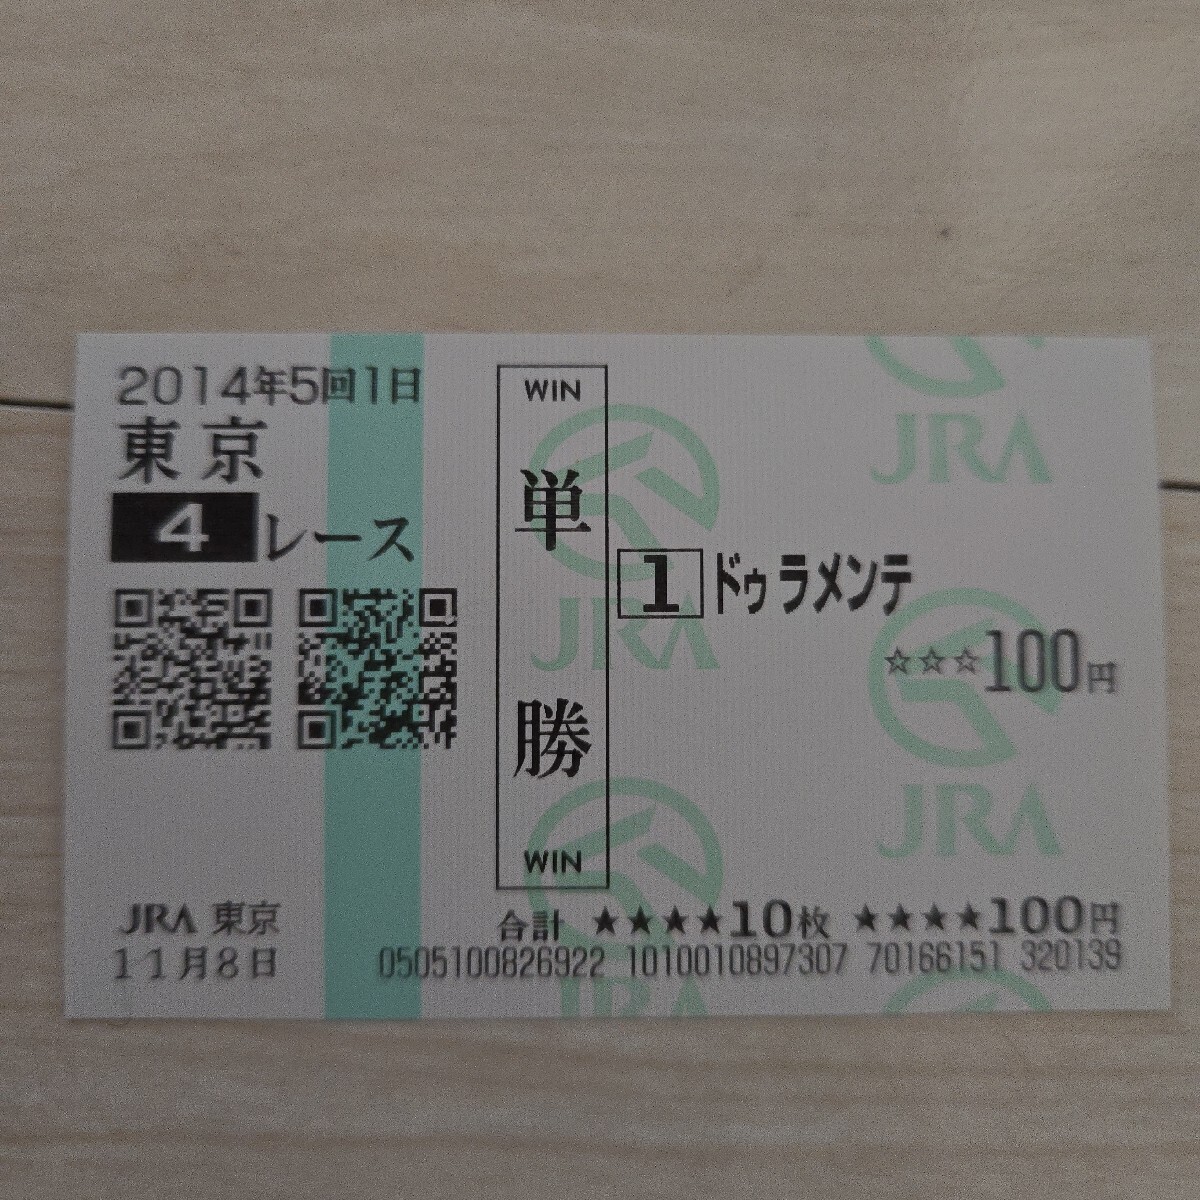 2014年5回1日
東京
4レース
WIN
単勝
WIN
1 ドゥラメンテ
☆☆☆100円
JRA 東京
11月8日
合計 ★★★★10枚 ★★★★100円
0505100826922 1010010897307 70166151 320139
JRA
JRA
JRA
JRA